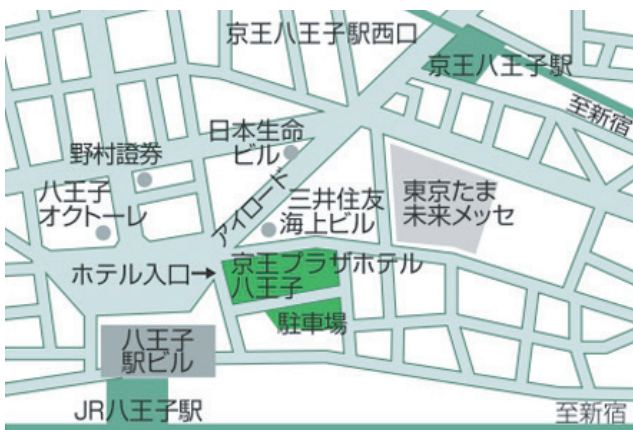 京王八王子駅西口
京王八王子駅
至新宿
日本生命
ビル
野村證券
八王子
オクトーレ
アイロード
三井住友
海上ビル
東京たま
未来メッセ
ホテル入口→
京王プラザホテル
八王子
駐車場
八王子
駅ビル
JR八王子駅
至新宿